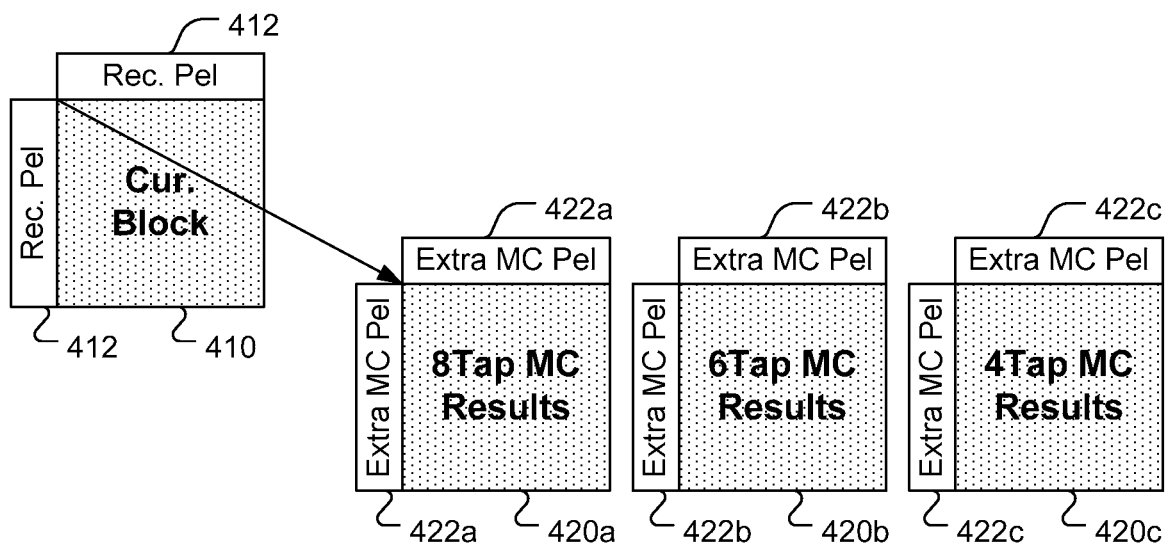 412
Rec. Pel
Rec. Pel
Cur.
Block
412
410
422a
422b
422c
Extra MC Pel
Extra MC Pel
Extra MC Pel
Extra MC Pel
8Tap MC
Results
Extra MC Pel
6Tap MC
Results
Extra MC Pel
4Tap MC
Results
422a
420a
422b
420b
422c
420c